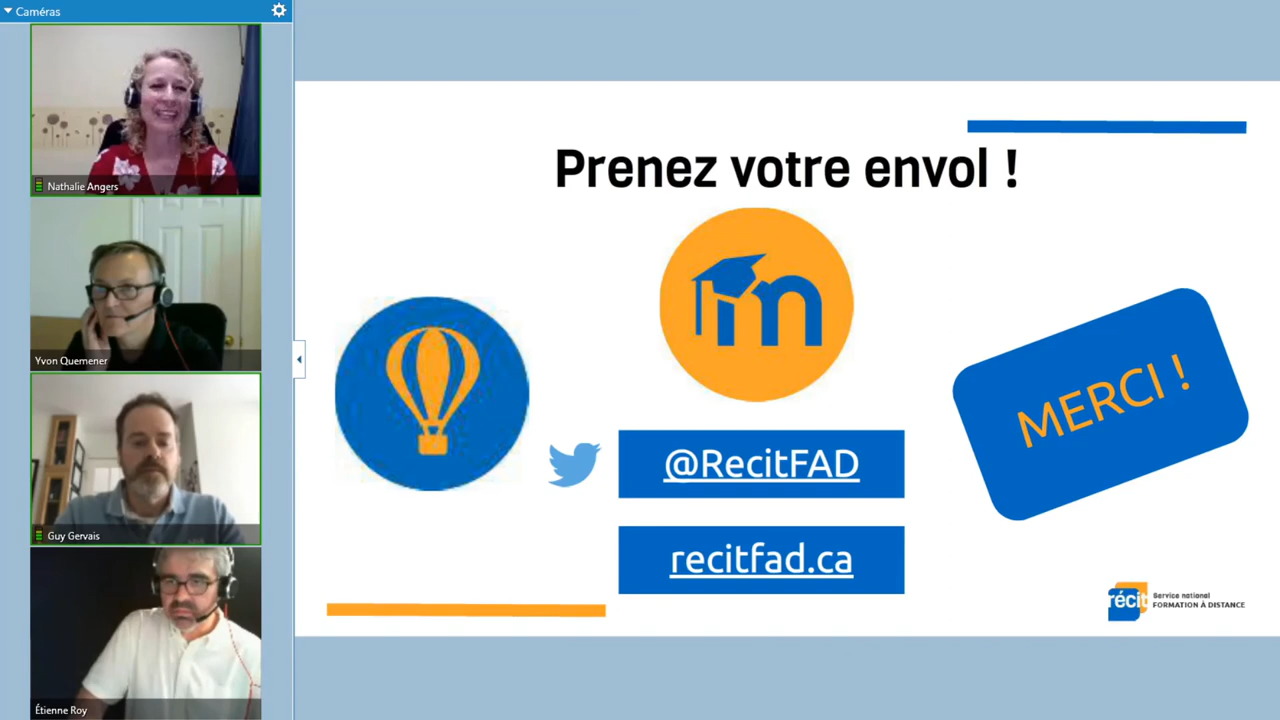 Caméras
Nathalie Angers
Yvon Quemener
Guy Gervais
Étienne Roy
Prenez votre envol !
m
@RecitFAD
recitfad.ca
MERCI !
récit
Service national
FORMATION À DISTANCE